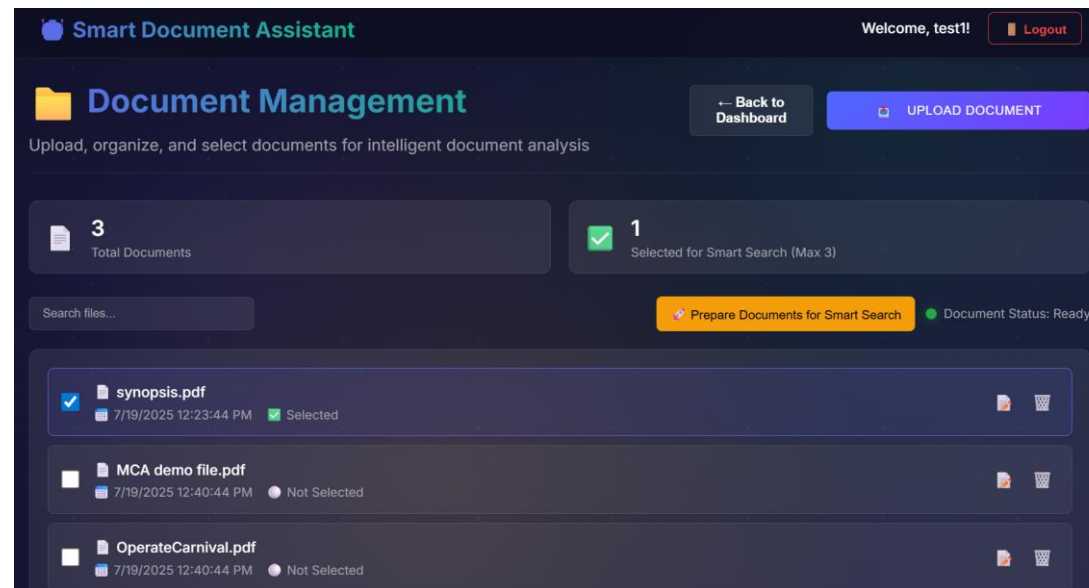 Smart Document Assistant
Welcome, test1!
Logout
Document Management
← Back to
Dashboard
UPLOAD DOCUMENT
Upload, organize, and select documents for intelligent document analysis
3
Total Documents
1
Selected for Smart Search (Max 3)
Search files...
Prepare Documents for Smart Search
Document Status: Ready
synopsis.pdf
7/19/2025 12:23:44 PM
Selected
MCA demo file.pdf
7/19/2025 12:40:44 PM
Not Selected
OperateCarnival.pdf
7/19/2025 12:40:44 PM
Not Selected